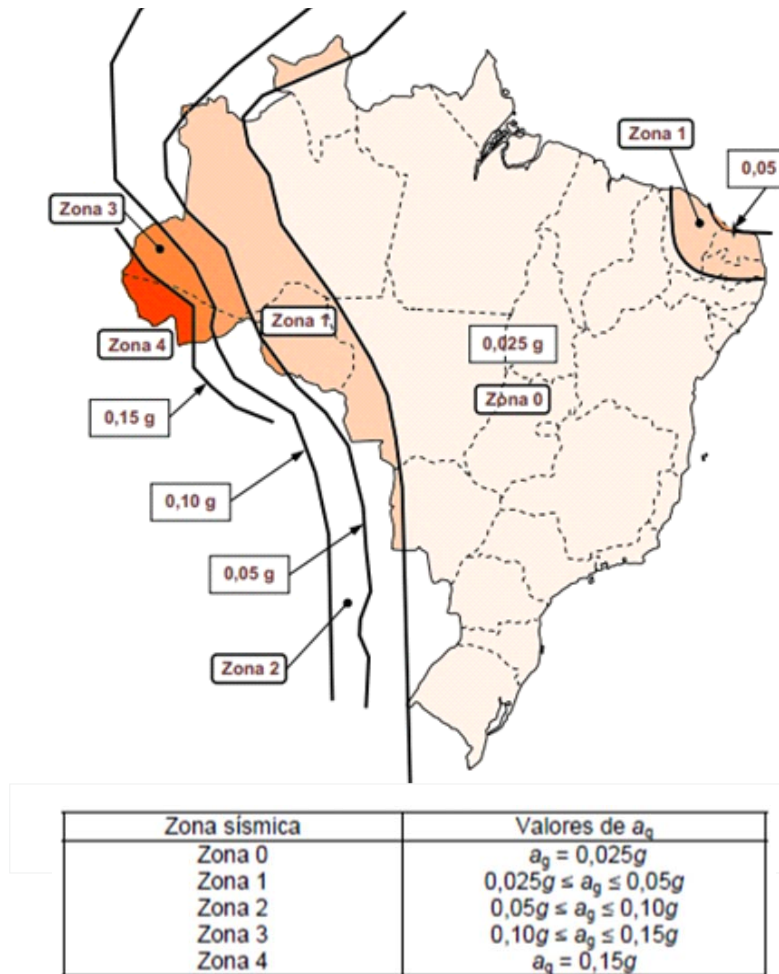 Zona 1
0,05
Zona 3
Zona 1
0,025 g
Zona 4
Zona 0
0,15 g
0,10 g
0,05 g
Zona 2
Zona sísmica Valores de ag
Zona 0 ag = 0,025g
Zona 1 0,025g ≤ ag ≤ 0,05g
Zona 2 0,05g ≤ ag ≤ 0,10g
Zona 3 0,10g ≤ ag ≤ 0,15g
Zona 4 ag = 0,15g